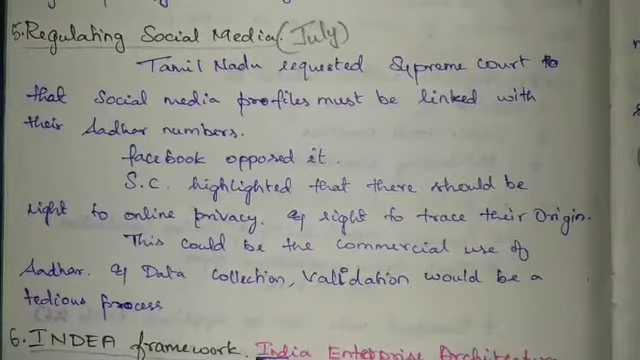 5. Regulating Social Media (July)
Tamil Nadu requested Supreme court to
that Social media profiles must be linked with
their Aadhar numbers.
facebook opposed it.
S.C. highlighted that there should be
right to online privacy. & right to trace their Origin.
This could be the commercial use of
Aadhar. & Data Collection, Validation would be a
tedious process
6. INDEA framework. India Enterprise Architecture